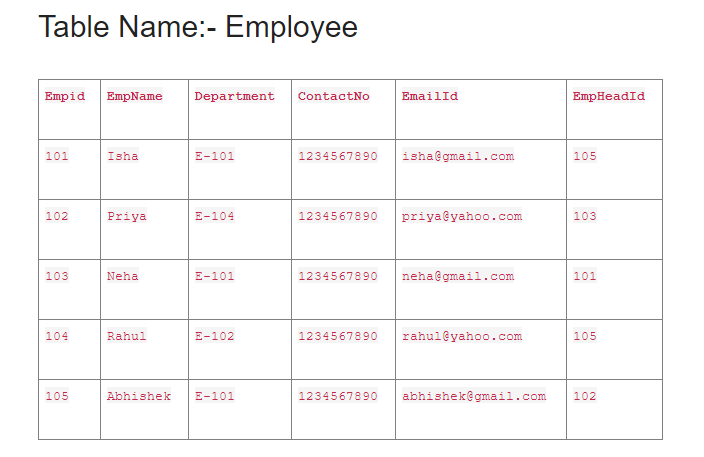 Table Name:- Employee
Empid EmpName Department ContactNo EmailId EmpHeadId
101 Isha E-101 1234567890 isha@gmail.com 105
102 Priya E-104 1234567890 priya@yahoo.com 103
103 Neha E-101 1234567890 neha@gmail.com 101
104 Rahul E-102 1234567890 rahul@yahoo.com 105
105 Abhishek E-101 1234567890 abhishek@gmail.com 102